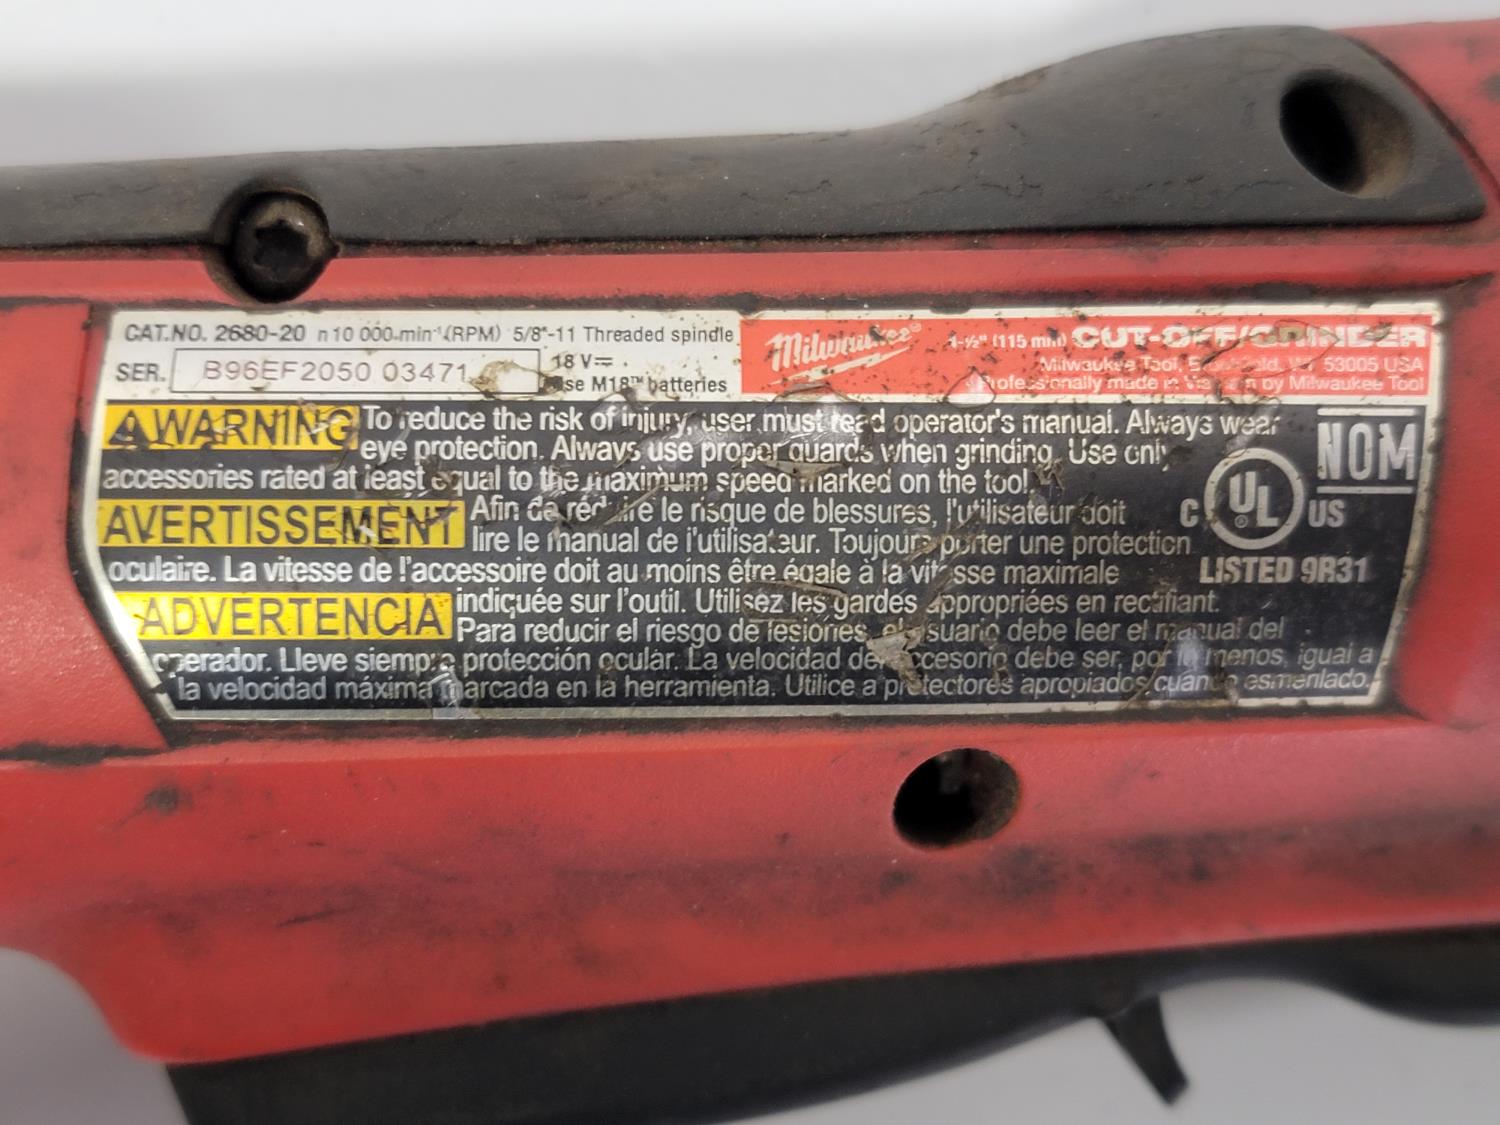 CAT.NO. 2680-20 n 10 000 min⁻¹ (RPM) 5/8"-11 Threaded spindle
SER. B96EF2050 03471
18 V⎓
Use M18™ batteries
Milwaukee® 4-½" (115 mm) CUT-OFF/GRINDER
Milwaukee Tool, Brookfield, WI 53005 USA
Professionally made in by Milwaukee Tool
WARNING To reduce the risk of injury, user must read operator's manual. Always wear
eye protection. Always use proper guards when grinding. Use only
accessories rated at least equal to the maximum speed marked on the tool.
AVERTISSEMENT Afin de réduire le risque de blessures, l'utilisateur doit
lire le manual de l'utilisateur. Toujours porter une protection
oculaire. La vitesse de l'accessoire doit au moins être égale à la vitesse maximale
indiquée sur l'outil. Utilisez les gardes appropriées en rectifiant.
ADVERTENCIA Para reducir el riesgo de lesiones, el usuario debe leer el manual del
operador. Lleve siempre protección ocular. La velocidad del accesorio debe ser, por lo menos, igual a
la velocidad máxima marcada en la herramienta. Utilice a protectores apropiados cuando esmerilado.
NOM
C UL® US
LISTED 9R31